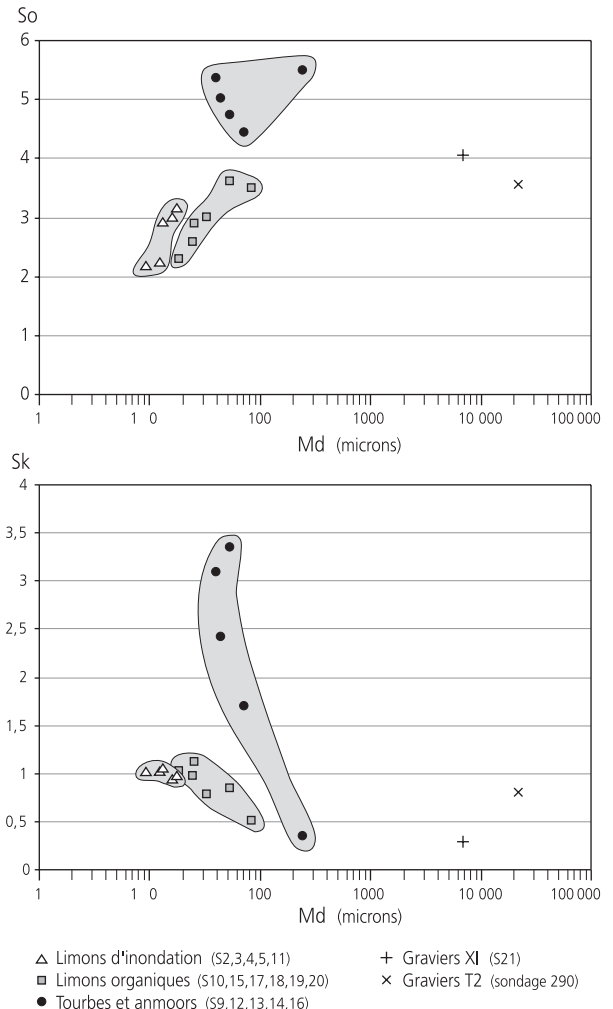 So
6
5
4
3
2
1
0
1 1 0 100 1000 10 000 100 000
Md (microns)
Sk
4
3,5
3
2,5
2
1,5
1
0,5
0
1 1 0 100 1000 10 000 100 000
Md (microns)
Limons d'inondation (S2,3,4,5,11)
Limons organiques (S10,15,17,18,19,20)
Tourbes et anmoors (S9,12,13,14,16)
Graviers XI (S21)
Graviers T2 (sondage 290)